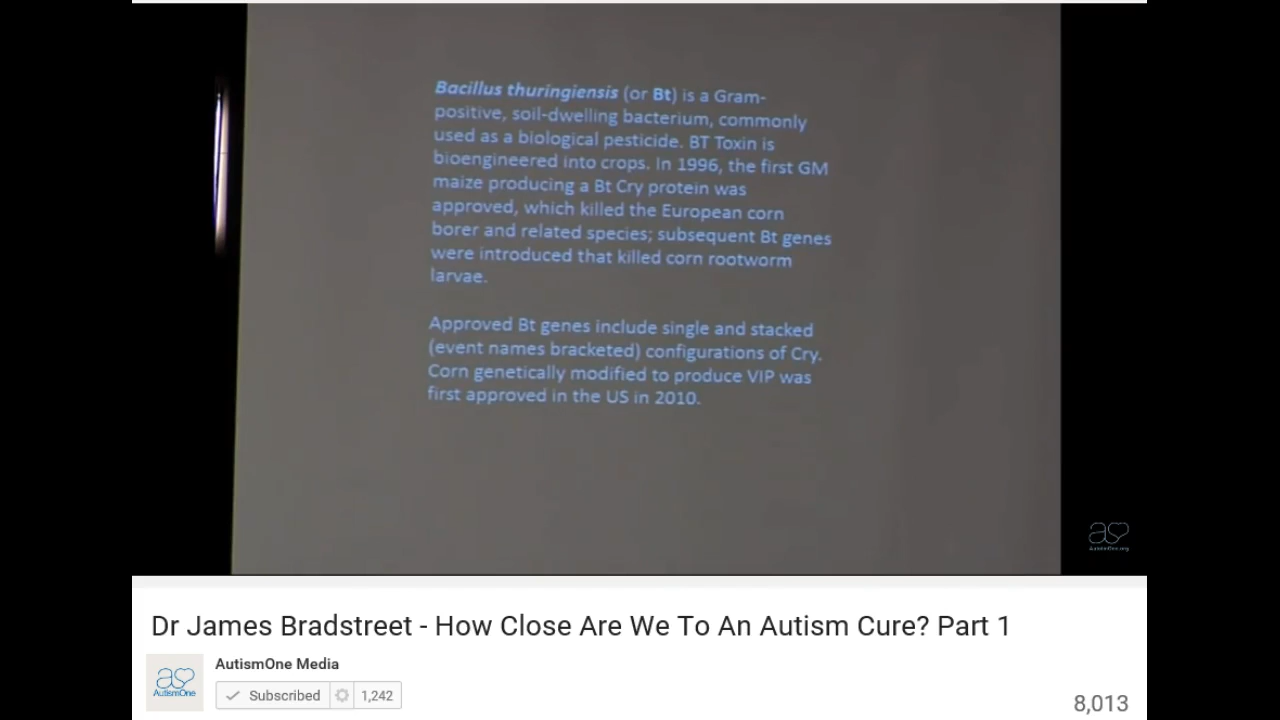 Bacillus thuringiensis (or Bt) is a Gram-
positive, soil-dwelling bacterium, commonly
used as a biological pesticide. BT Toxin is
bioengineered into crops. In 1996, the first GM
maize producing a Bt Cry protein was
approved, which killed the European corn
borer and related species; subsequent Bt genes
were introduced that killed corn rootworm
larvae.
Approved Bt genes include single and stacked
(event names bracketed) configurations of Cry.
Corn genetically modified to produce VIP was
first approved in the US in 2010.
autismOne.org
Dr James Bradstreet - How Close Are We To An Autism Cure? Part 1
AutismOne Media
AutismOne
Subscribed 1,242
8,013